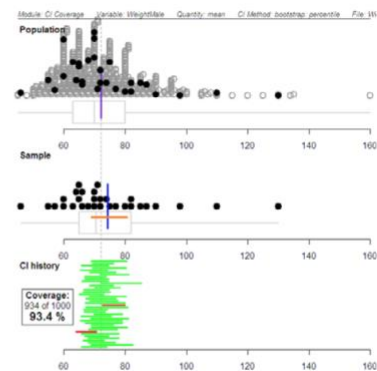 Module: CI Coverage Variable: WeightMale Quantity: mean CI Method: bootstrap: percentile File: W
Population
60 80 100 120 140 160
Sample
60 80 100 120 140 160
CI history
Coverage:
934 of 1000
93.4 %
60 80 100 120 140 160